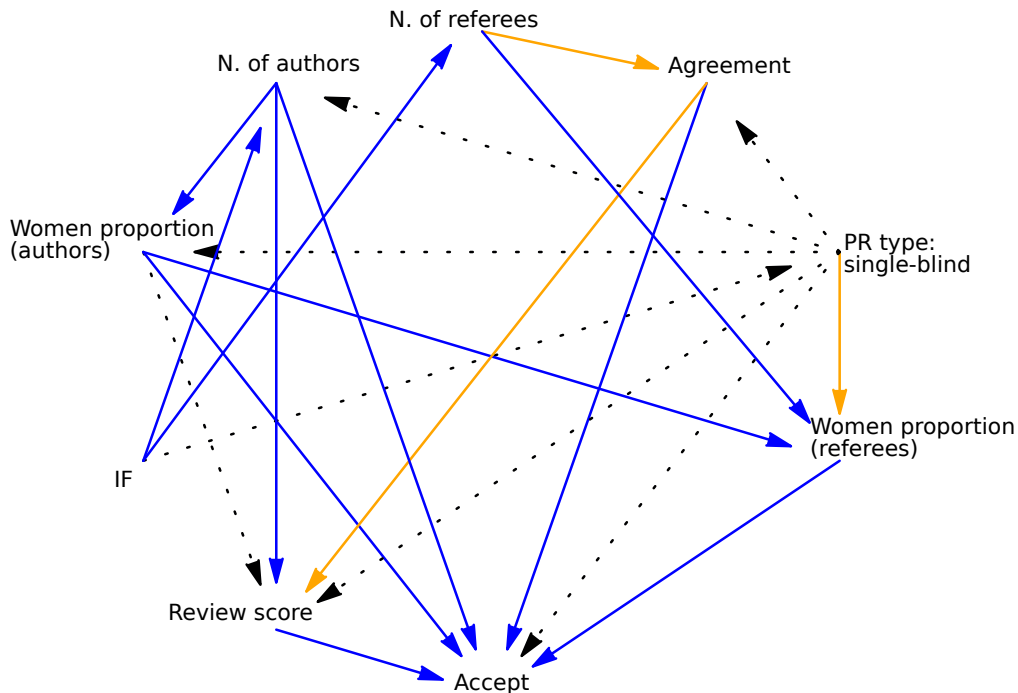 N. of referees
N. of authors
Agreement
Women proportion
(authors)
PR type:
single-blind
Women proportion
(referees)
IF
Review score
Accept